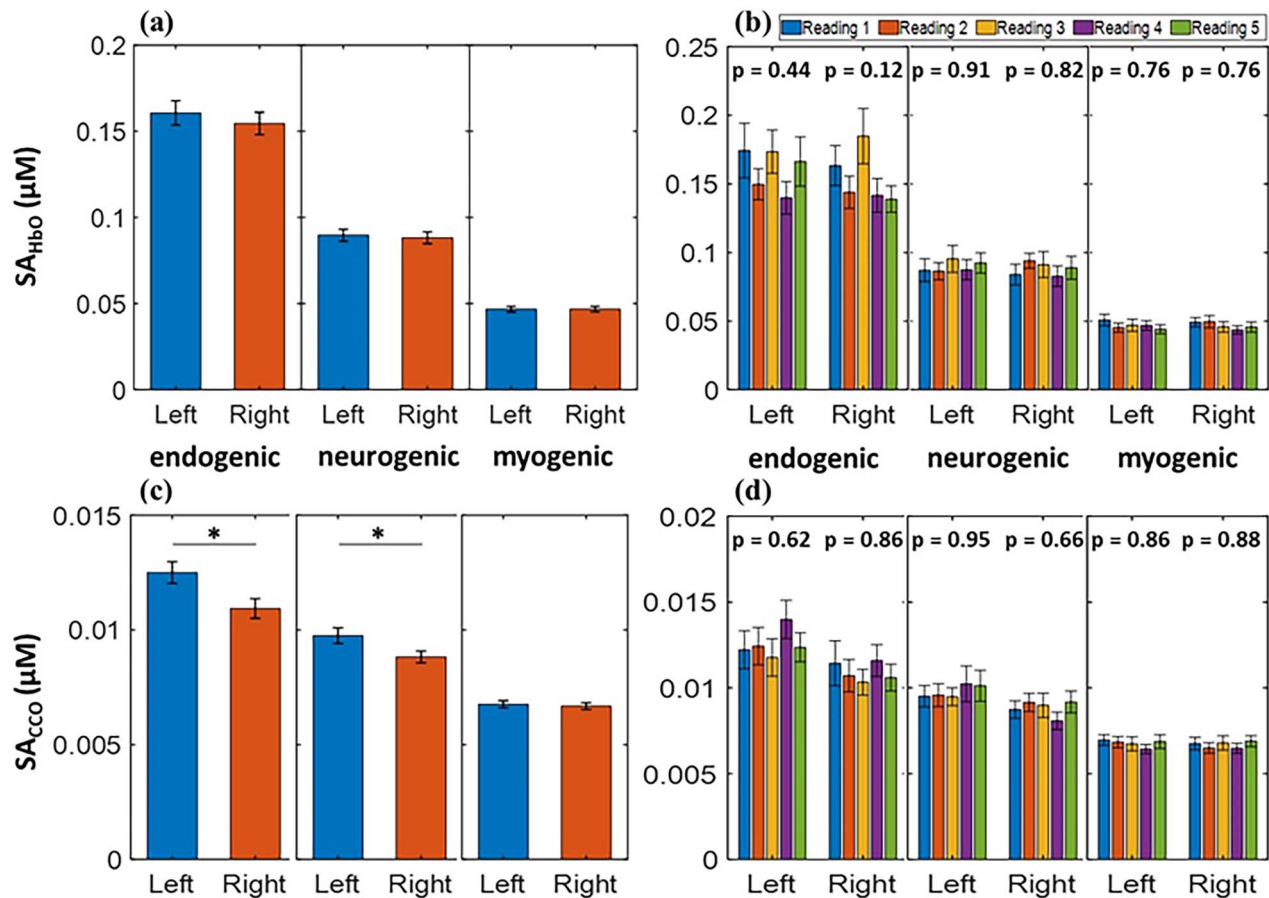 (a)
0.2
0.15
0.1
0.05
0
SA_HbO (µM)
Left Right Left Right Left Right
endogenic neurogenic myogenic
(b)
Reading 1 Reading 2 Reading 3 Reading 4 Reading 5
0.25
p = 0.44 p = 0.12 p = 0.91 p = 0.82 p = 0.76 p = 0.76
0.2
0.15
0.1
0.05
0
Left Right Left Right Left Right
endogenic neurogenic myogenic
(c)
0.015
* *
0.01
0.005
0
SA_CCO (µM)
Left Right Left Right Left Right
(d)
0.02
p = 0.62 p = 0.86 p = 0.95 p = 0.66 p = 0.86 p = 0.88
0.015
0.01
0.005
0
Left Right Left Right Left Right